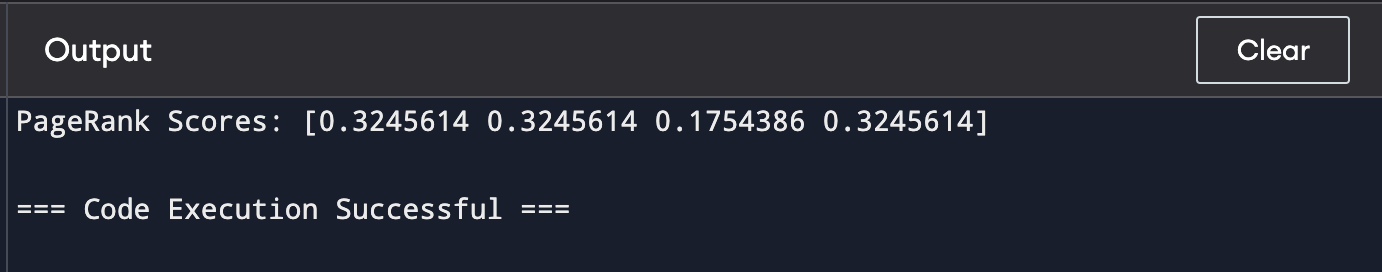 Output
Clear
PageRank Scores: [0.3245614 0.3245614 0.1754386 0.3245614]
=== Code Execution Successful ===